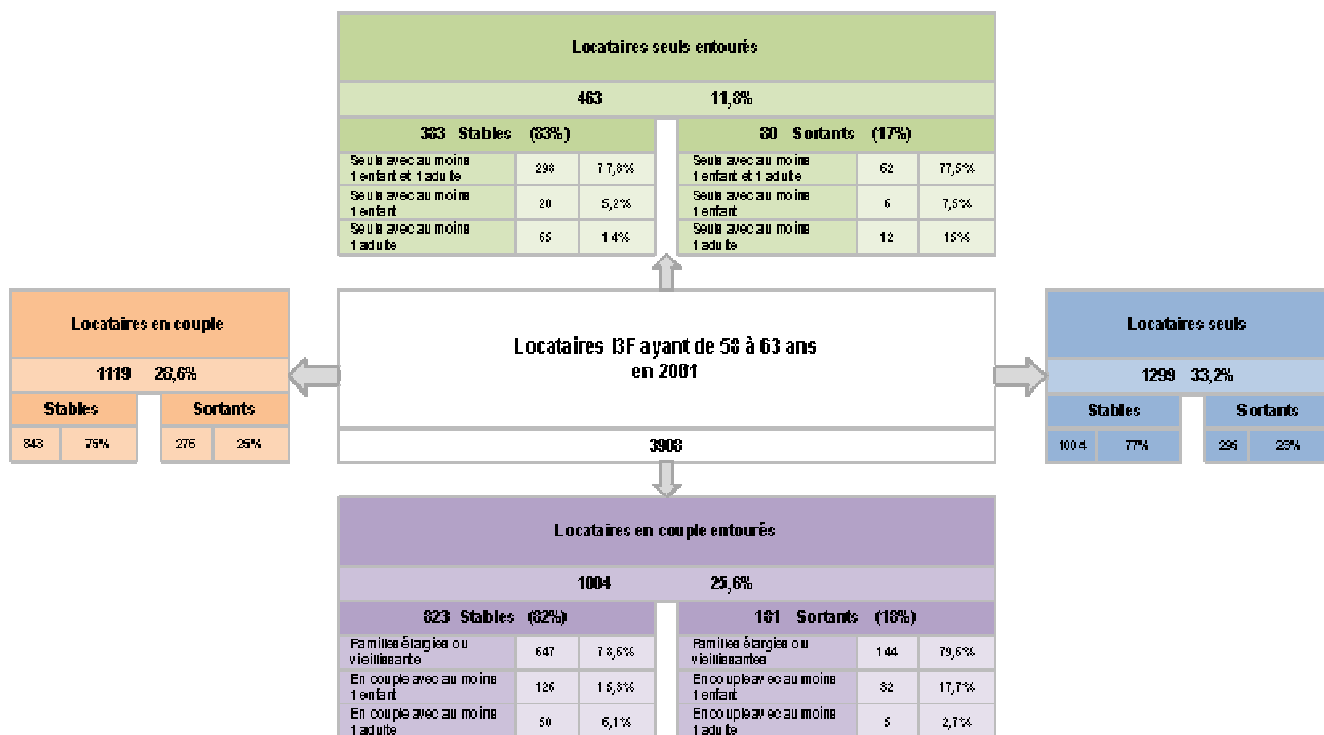 Locataires seuls entourés
463 11,8%
383 Stables (83%)
80 Sortants (17%)
Seuls avec au moins
1 enfant et 1 adulte
298 77,8%
Seuls avec au moins
1 enfant et 1 adulte
62 77,5%
Seuls avec au moins
1 enfant
20 5,2%
Seuls avec au moins
1 enfant
6 7,5%
Seuls avec au moins
1 adulte
65 14%
Seuls avec au moins
1 adulte
12 15%
Locataires en couple
1119 28,6%
Stables Sortants
843 75% 276 25%
Locataires I3F ayant de 58 à 63 ans
en 2001
3908
Locataires seuls
1299 33,2%
Stables Sortants
1004 77% 295 23%
Locataires en couple entourés
1004 25,6%
823 Stables (82%)
181 Sortants (18%)
Familles élargies ou
vieillissante
647 78,6%
Familles élargies ou
vieillissantes
144 79,6%
En couple avec au moins
1 enfant
126 15,3%
En couple avec au moins
1 enfant
32 17,7%
En couple avec au moins
1 adulte
50 6,1%
En couple avec au moins
1 adulte
5 2,7%